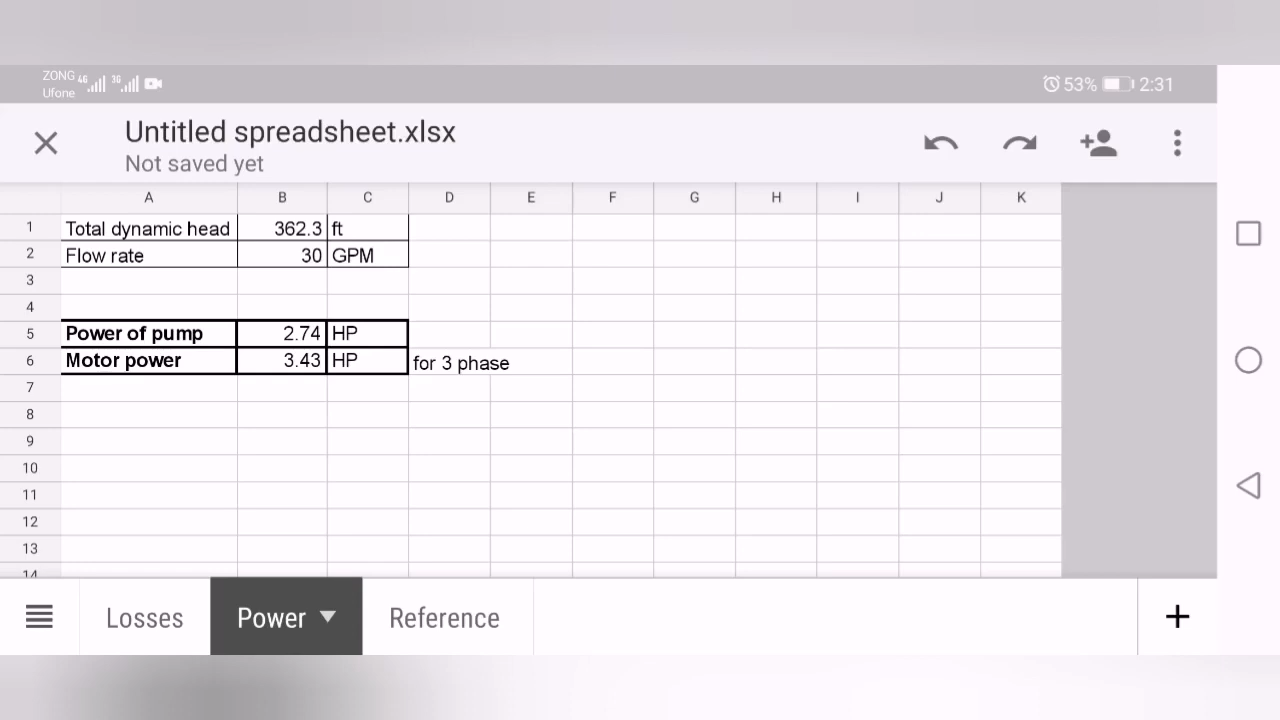 ZONG 4G 3G 53% 2:31
Ufone
Untitled spreadsheet.xlsx
Not saved yet
A B C D E F G H I J K
1 Total dynamic head 362.3 ft
2 Flow rate 30 GPM
3
4
5 Power of pump 2.74 HP
6 Motor power 3.43 HP for 3 phase
7
8
9
10
11
12
13
14
Losses Power Reference